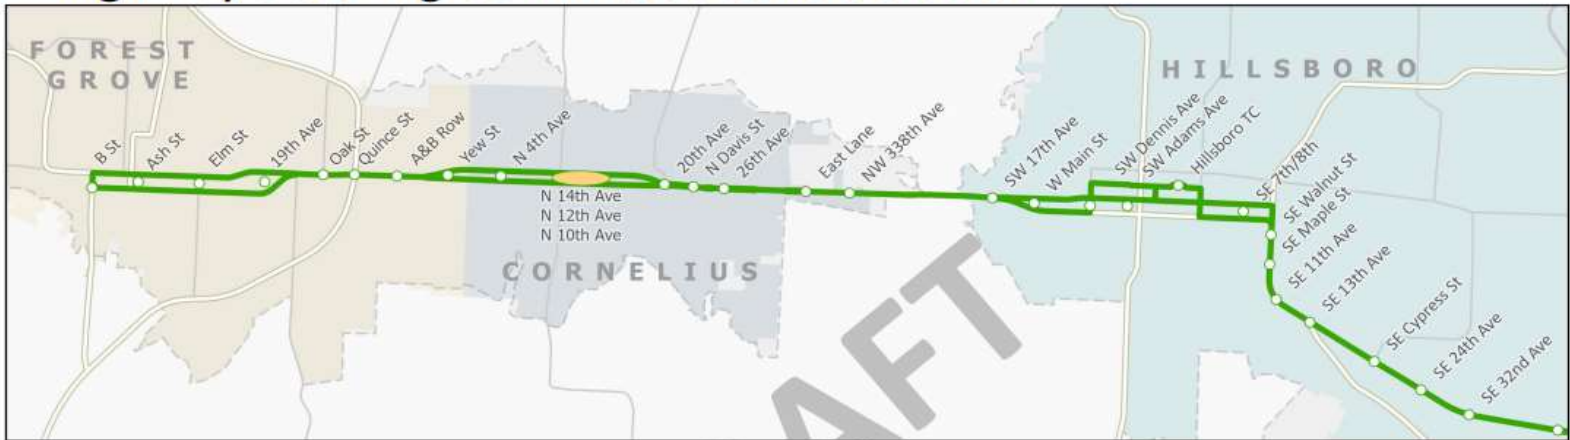 FOREST
GROVE
HILLSBORO
CORNELIUS
B St
Ash St
Elm St
19th Ave
Oak St
Quince St
A&B Row
Yew St
N 4th Ave
N 14th Ave
N 12th Ave
N 10th Ave
20th Ave
N Davis St
26th Ave
East Lane
NW 338th Ave
SW 17th Ave
W Main St
SW Dennis Ave
SW Adams Ave
Hillsboro TC
SE 7th/8th
SE Walnut St
SE Maple St
SE 11th Ave
SE 13th Ave
SE Cypress St
SE 24th Ave
SE 32nd Ave
AFT